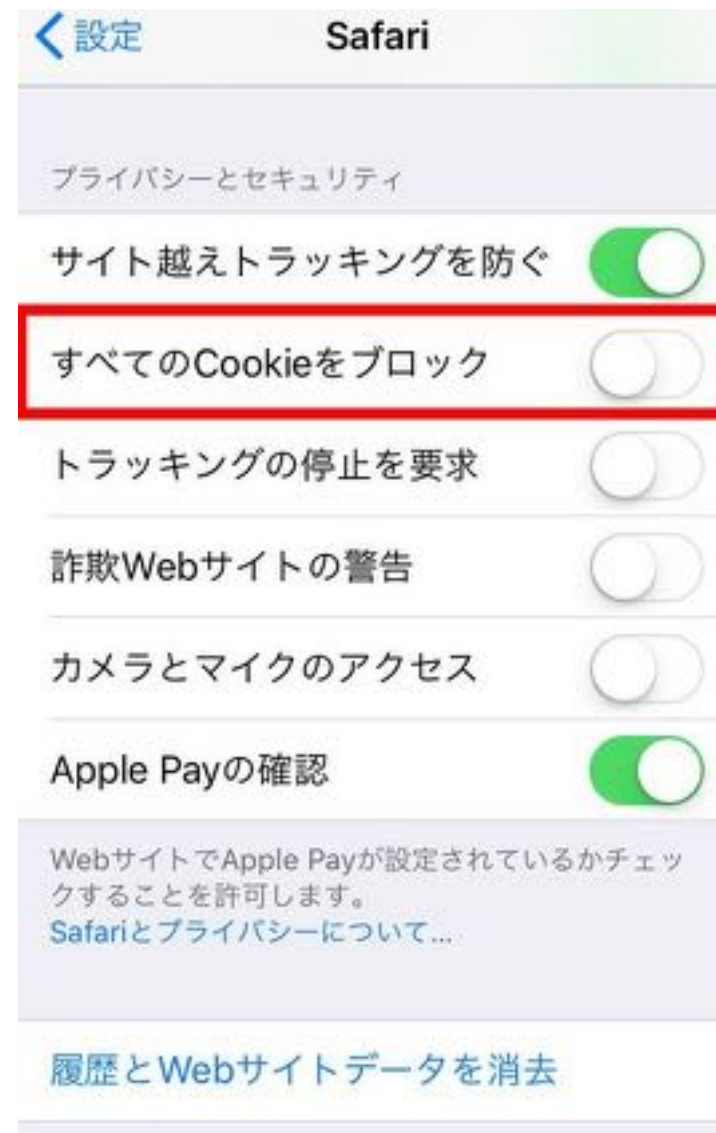 設定
Safari
プライバシーとセキュリティ
サイト越えトラッキングを防ぐ
すべてのCookieをブロック
トラッキングの停止を要求
詐欺Webサイトの警告
カメラとマイクのアクセス
Apple Payの確認
WebサイトでApple Payが設定されているかチェッ
クすることを許可します。
Safariとプライバシーについて...
履歴とWebサイトデータを消去